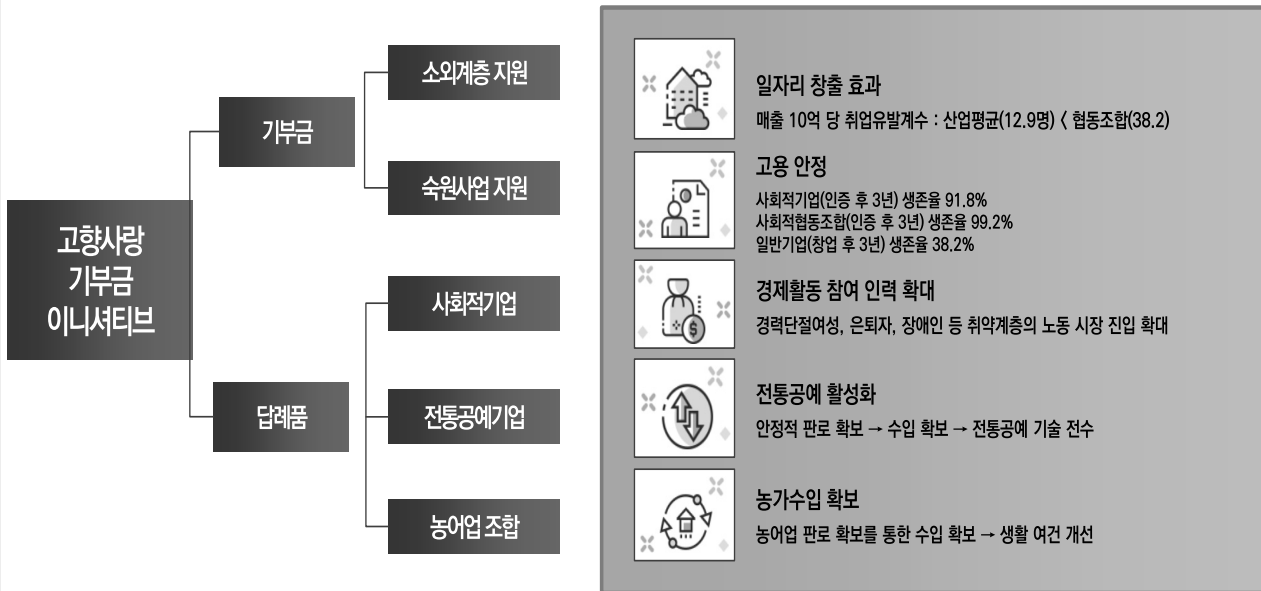 고향사랑
기부금
이니셔티브
기부금
소외계층 지원
숙원사업 지원
답례품
사회적기업
전통공예기업
농어업 조합
일자리 창출 효과
매출 10억 당 취업유발계수 : 산업평균(12.9명) < 협동조합(38.2)
고용 안정
사회적기업(인증 후 3년) 생존율 91.8%
사회적협동조합(인증 후 3년) 생존율 99.2%
일반기업(창업 후 3년) 생존율 38.2%
경제활동 참여 인력 확대
경력단절여성, 은퇴자, 장애인 등 취약계층의 노동 시장 진입 확대
전통공예 활성화
안정적 판로 확보 → 수입 확보 → 전통공예 기술 전수
농가수입 확보
농어업 판로 확보를 통한 수입 확보 → 생활 여건 개선